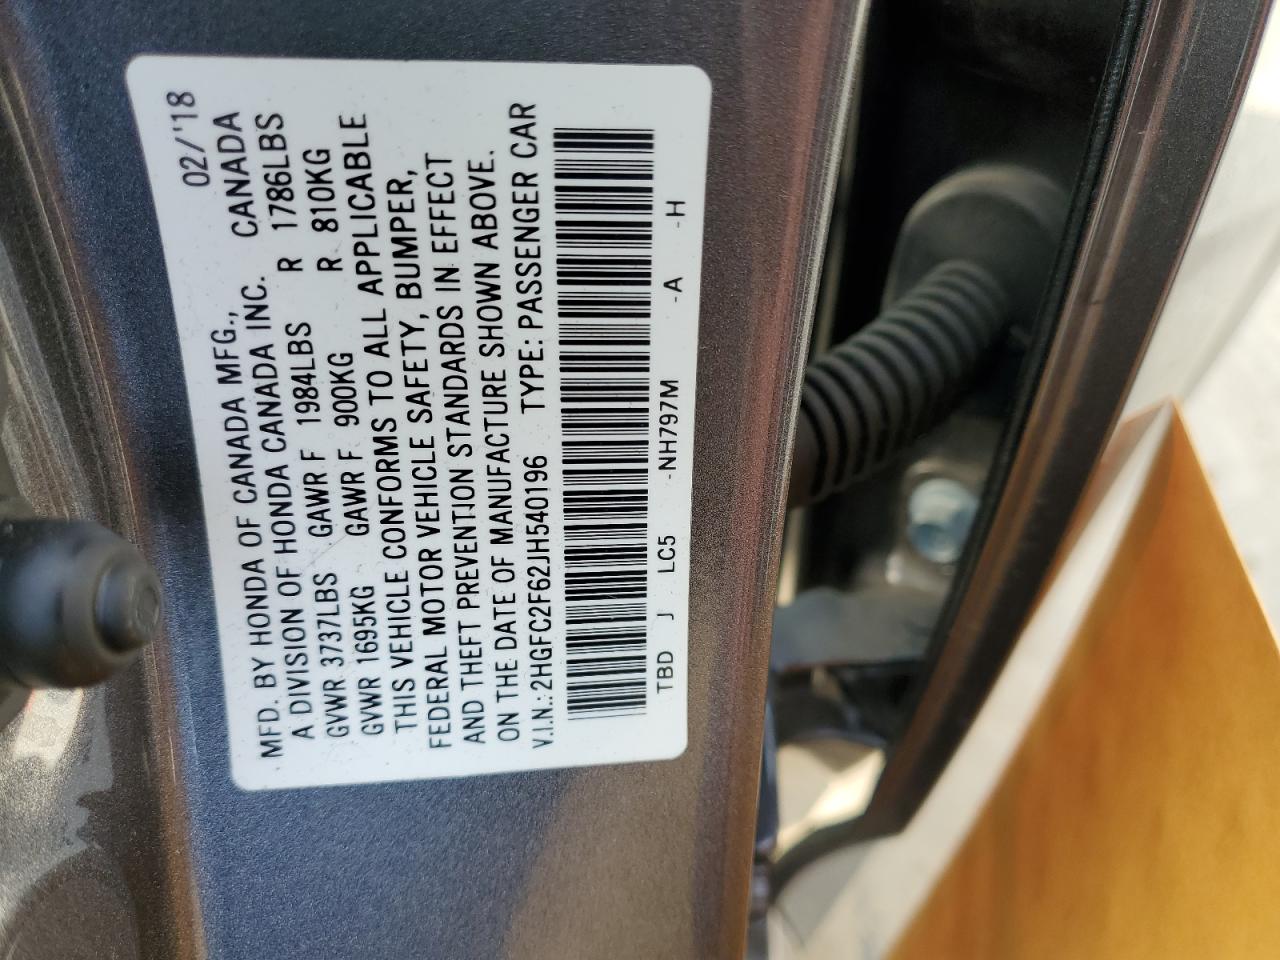 02/'18
MFD. BY HONDA OF CANADA MFG., CANADA
A DIVISION OF HONDA CANADA INC.
GVWR 3737LBS GAWR F 1984LBS R 1786LBS
GVWR 1695KG GAWR F 900KG R 810KG
THIS VEHICLE CONFORMS TO ALL APPLICABLE
FEDERAL MOTOR VEHICLE SAFETY, BUMPER,
AND THEFT PREVENTION STANDARDS IN EFFECT
ON THE DATE OF MANUFACTURE SHOWN ABOVE.
V.I.N.: 2HGFC2F62JH540196 TYPE: PASSENGER CAR
TBD J LC5 -NH797M -A -H